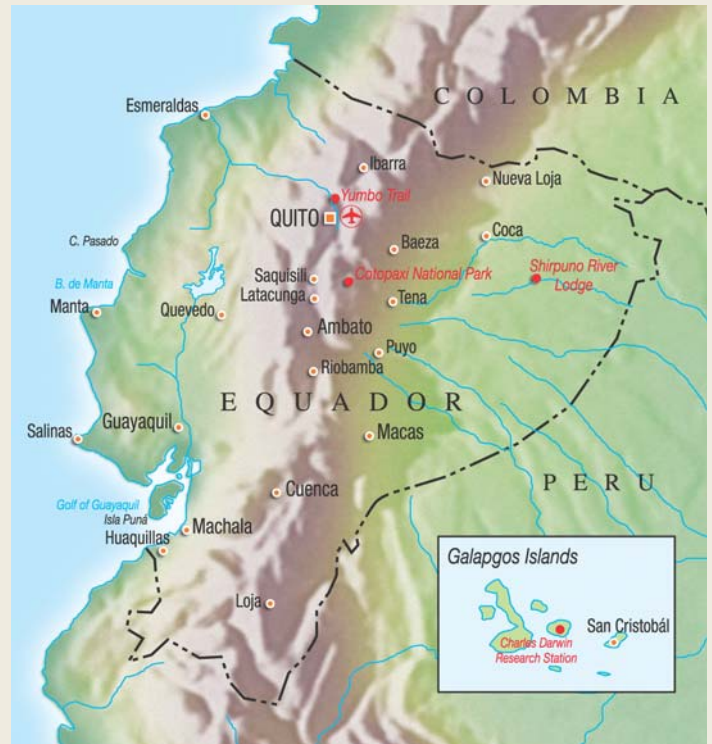 COLOMBIA
Esmeraldas
Ibarra
Nueva Loja
Yumbo Trail
QUITO
C. Pasado
Baeza
Coca
B. de Manta
Saquisili
Cotopaxi National Park
Shirpuno River
Lodge
Latacunga
Tena
Manta
Quevedo
Ambato
Puyo
Riobamba
EQUADOR
Salinas
Guayaquil
Macas
PERU
Cuenca
Golf of Guayaquil
Isla Puná
Machala
Huaquillas
Loja
Galapgos Islands
San Cristobál
Charles Darwin
Research Station